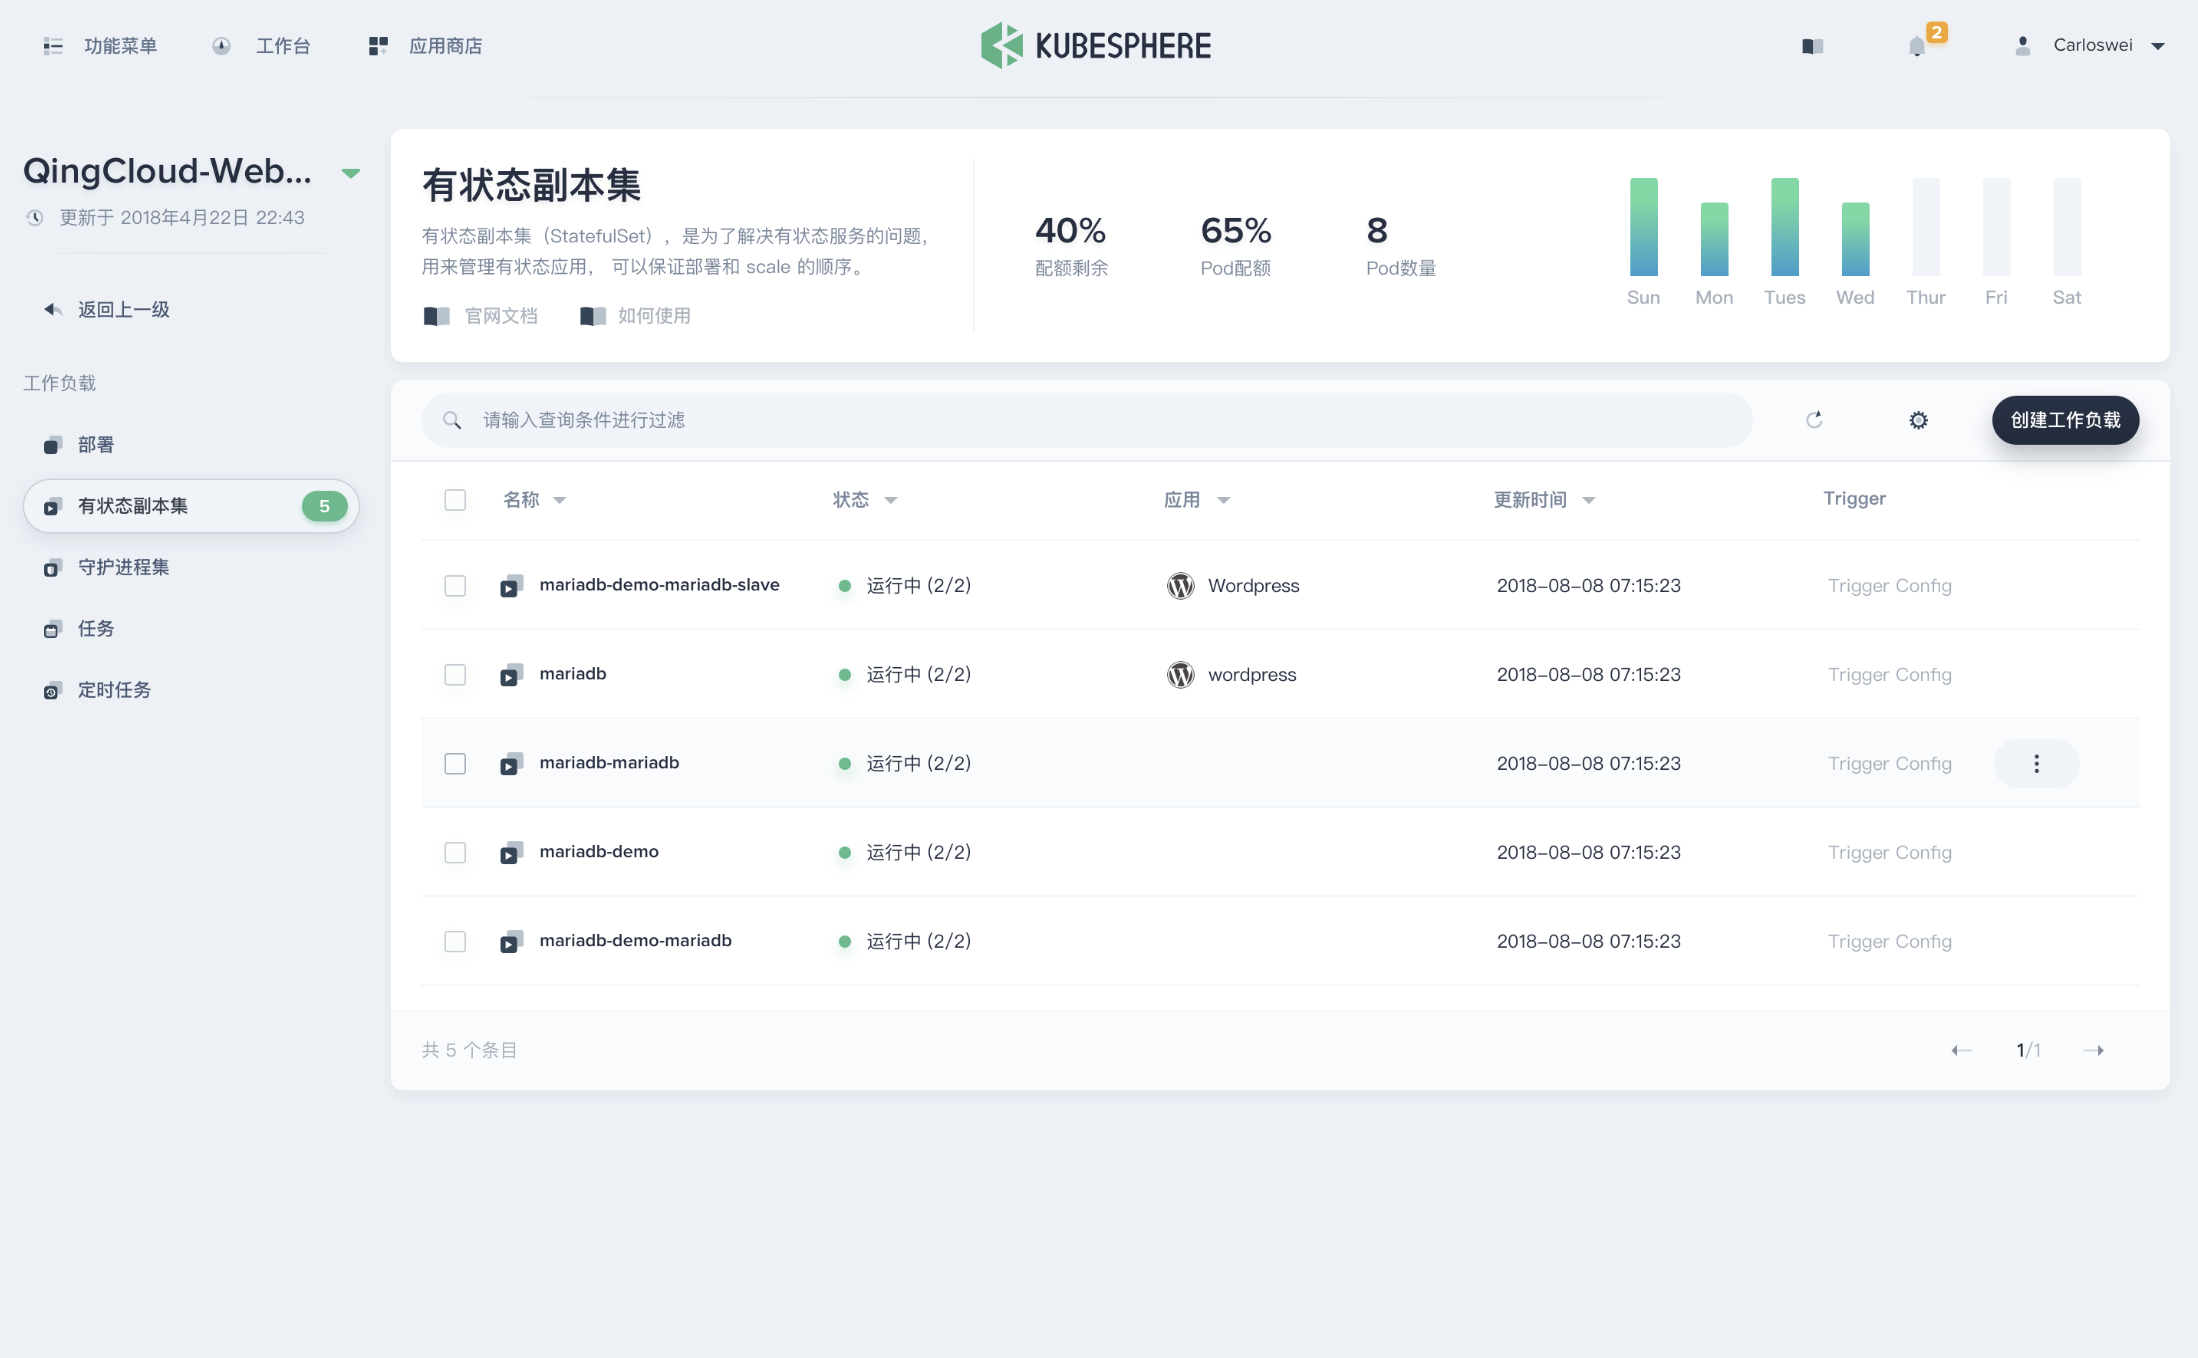 功能菜单 工作台 应用商店 KUBESPHERE 2 Carloswei
QingCloud-Web...
更新于 2018年4月22日 22:43
返回上一级
工作负载
部署
有状态副本集 5
守护进程集
任务
定时任务
有状态副本集
有状态副本集（StatefulSet），是为了解决有状态服务的问题，
用来管理有状态应用， 可以保证部署和 scale 的顺序。
官网文档 如何使用
40% 65% 8
配额剩余 Pod配额 Pod数量
Sun Mon Tues Wed Thur Fri Sat
请输入查询条件进行过滤 创建工作负载
名称 状态 应用 更新时间 Trigger
mariadb-demo-mariadb-slave 运行中 (2/2) Wordpress 2018-08-08 07:15:23 Trigger Config
mariadb 运行中 (2/2) wordpress 2018-08-08 07:15:23 Trigger Config
mariadb-mariadb 运行中 (2/2) 2018-08-08 07:15:23 Trigger Config
mariadb-demo 运行中 (2/2) 2018-08-08 07:15:23 Trigger Config
mariadb-demo-mariadb 运行中 (2/2) 2018-08-08 07:15:23 Trigger Config
共 5 个条目 1/1